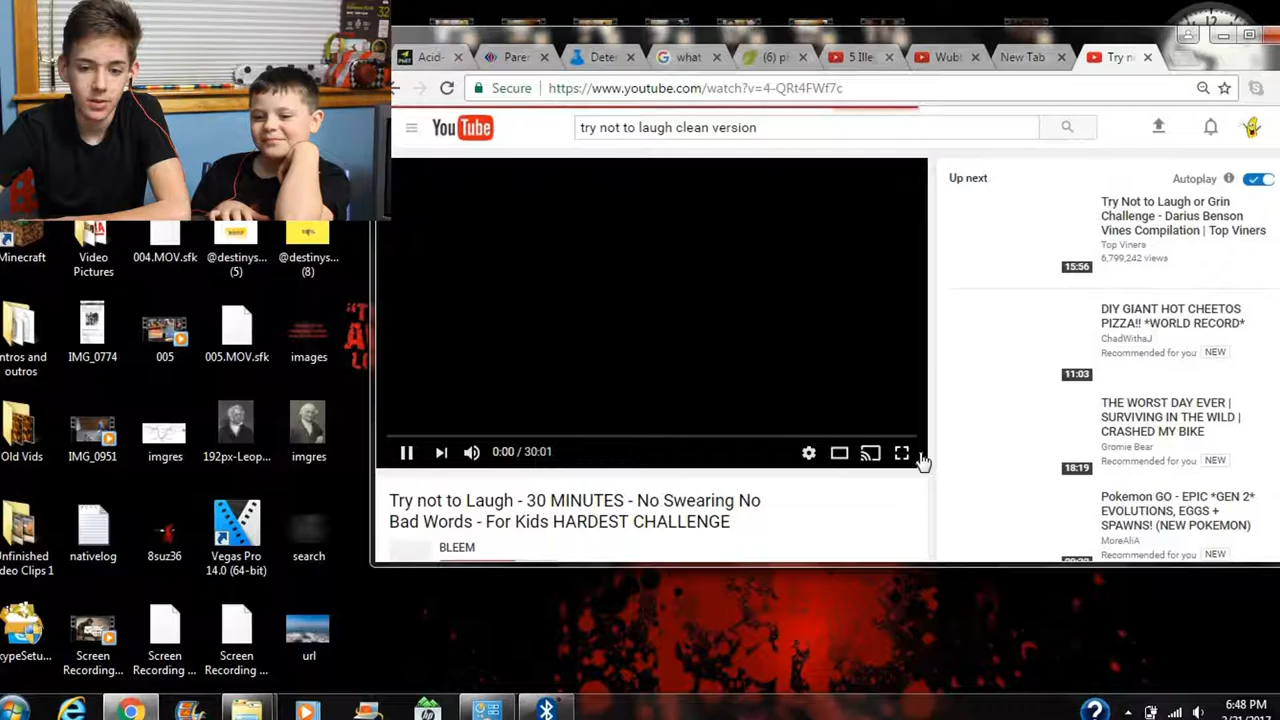 Acid-
Pare
Dete
what
(6) p
5 Ille
Wub
New Tab
Try n
Secure
https://www.youtube.com/watch?v=4-QRt4FWf7c
YouTube
try not to laugh clean version
Up next
Autoplay
Try Not to Laugh or Grin
Challenge - Darius Benson
Vines Compilation | Top Viners
Top Viners
6,799,242 views
15:56
DIY GIANT HOT CHEETOS
PIZZA!! *WORLD RECORD*
ChadWithaJ
Recommended for you NEW
11:03
THE WORST DAY EVER |
SURVIVING IN THE WILD |
CRASHED MY BIKE
Gromie Bear
Recommended for you NEW
18:19
Pokemon GO - EPIC *GEN 2*
EVOLUTIONS, EGGS +
SPAWNS! (NEW POKEMON)
MoreAliA
Recommended for you NEW
0:00 / 30:01
Try not to Laugh - 30 MINUTES - No Swearing No
Bad Words - For Kids HARDEST CHALLENGE
BLEEM
Minecraft
Video
Pictures
004.MOV.sfk
@destinys...
(5)
@destinys...
(8)
ntros and
outros
IMG_0774
005
005.MOV.sfk
images
Old Vids
IMG_0951
imgres
192px-Leop...
imgres
Unfinished
deo Clips 1
nativelog
8suz36
Vegas Pro
14.0 (64-bit)
search
kypeSetu...
Screen
Recording...
Screen
Recording ...
Screen
Recording ...
url
6:48 PM